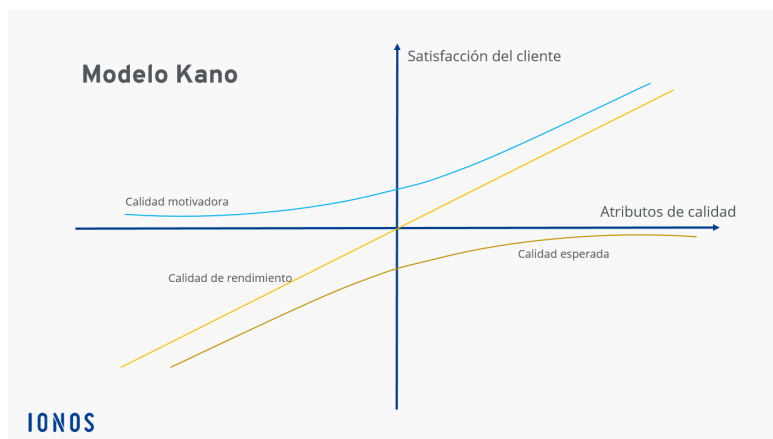 Modelo Kano
Satisfacción del cliente
Calidad motivadora
Atributos de calidad
Calidad esperada
Calidad de rendimiento
IONOS